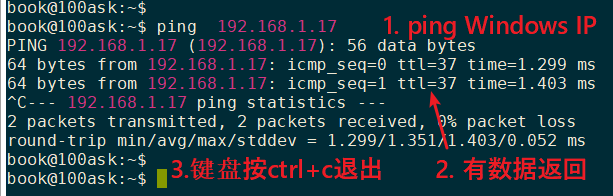 book@100ask:~$
book@100ask:~$ ping 192.168.1.17
1. ping Windows IP
PING 192.168.1.17 (192.168.1.17): 56 data bytes
64 bytes from 192.168.1.17: icmp_seq=0 ttl=37 time=1.299 ms
64 bytes from 192.168.1.17: icmp_seq=1 ttl=37 time=1.403 ms
^C--- 192.168.1.17 ping statistics ---
2 packets transmitted, 2 packets received, 0% packet loss
round-trip min/avg/max/stddev = 1.299/1.351/1.403/0.052 ms
book@100ask:~$
book@100ask:~$
3.键盘按ctrl+c退出
2. 有数据返回